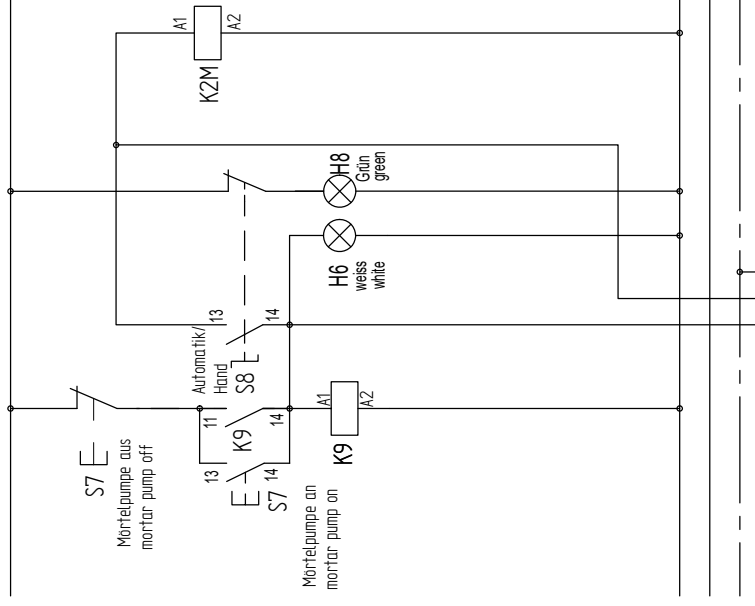 A1
A2
K2M
H8
Grün
green
H6
weiss
white
13
14
Automatik/
Hand
S8
S7
Mörtelpumpe aus
mortar pump off
11
14
K9
A1
A2
K9
13
14
S7
Mörtelpumpe an
mortar pump on